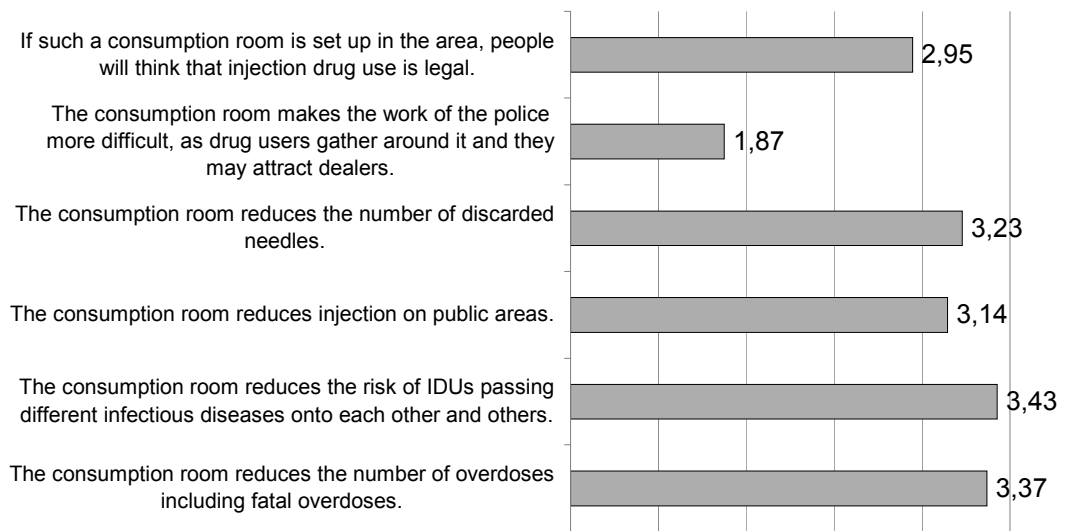 If such a consumption room is set up in the area, people
will think that injection drug use is legal.
2,95
The consumption room makes the work of the police
more difficult, as drug users gather around it and they
may attract dealers.
1,87
The consumption room reduces the number of discarded
needles.
3,23
The consumption room reduces injection on public areas.
3,14
The consumption room reduces the risk of IDUs passing
different infectious diseases onto each other and others.
3,43
The consumption room reduces the number of overdoses
including fatal overdoses.
3,37